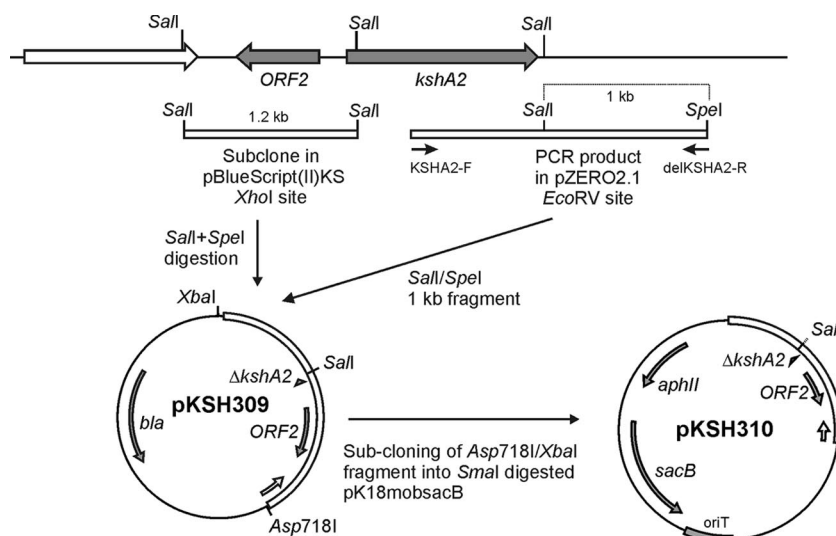 SalI
SalI
SalI
ORF2
kshA2
1 kb
SalI
1.2 kb
SalI
SalI
SpeI
Subclone in
pBlueScript(II)KS
XhoI site
KSHA2-F
PCR product
in pZERO2.1
EcoRV site
delKSHA2-R
SalI+SpeI
digestion
SalI/SpeI
1 kb fragment
XbaI
SalI
ΔkshA2
pKSH309
bla
ORF2
Asp718I
Sub-cloning of Asp718I/XbaI
fragment into SmaI digested
pK18mobsacB
Sal
ΔkshA2
aphII
ORF2
pKSH310
sacB
oriT